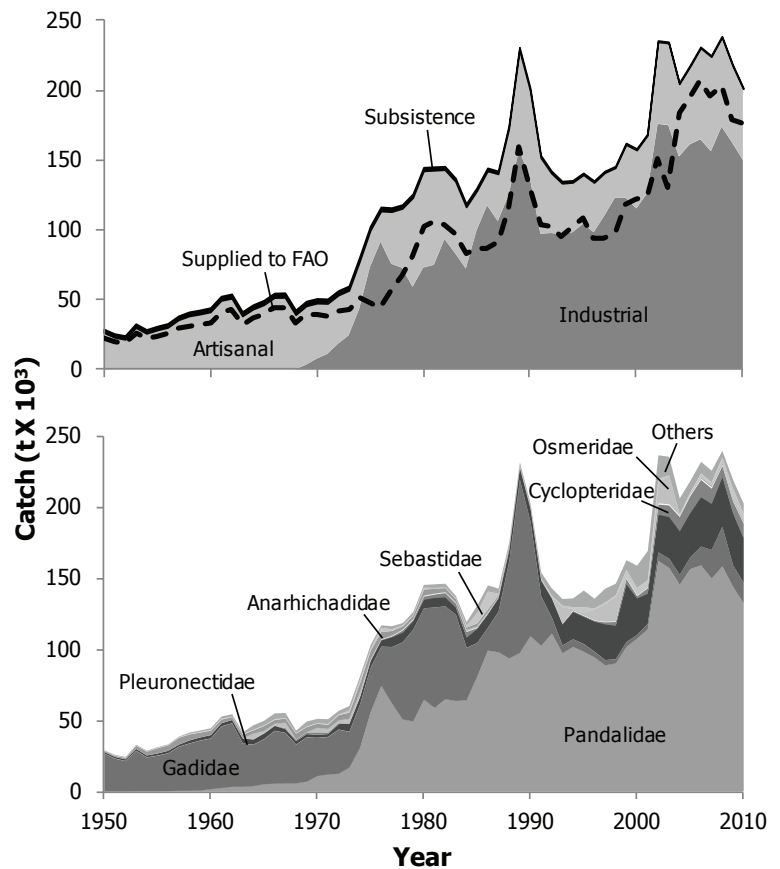 250
200
150
100
50
0
Subsistence
Supplied to FAO
Artisanal
Industrial
Catch (t X 10³)
250
200
150
100
50
0
Others
Osmeridae
Cyclopteridae
Sebastidae
Anarhichadidae
Pleuronectidae
Gadidae
Pandalidae
1950 1960 1970 1980 1990 2000 2010
Year